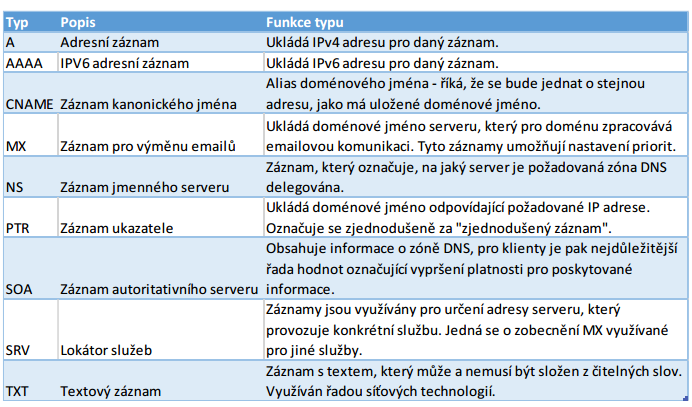 Typ Popis Funkce typu
A Adresní záznam Ukládá IPv4 adresu pro daný záznam.
AAAA IPV6 adresní záznam Ukládá IPv6 adresu pro daný záznam.
Alias doménového jména - říká, že se bude jednat o stejnou
CNAME Záznam kanonického jména adresu, jako má uložené doménové jméno.
Ukládá doménové jméno serveru, který pro doménu zpracovává
MX Záznam pro výměnu emailů emailovou komunikaci. Tyto záznamy umožňují nastavení priorit.
Záznam, který označuje, na jaký server je požadovaná zóna DNS
NS Záznam jmenného serveru delegována.
Ukládá doménové jméno odpovídající požadované IP adrese.
PTR Záznam ukazatele Označuje se zjednodušeně za "zjednodušený záznam".
Obsahuje informace o zóně DNS, pro klienty je pak nejdůležitější
řada hodnot označující vypršení platnosti pro poskytované
SOA Záznam autoritativního serveru informace.
Záznamy jsou využívány pro určení adresy serveru, který
provozuje konkrétní službu. Jedná se o zobecnění MX využívané
SRV Lokátor služeb pro jiné služby.
Záznam s textem, který může a nemusí být složen z čitelných slov.
TXT Textový záznam Využíván řadou síťových technologií.